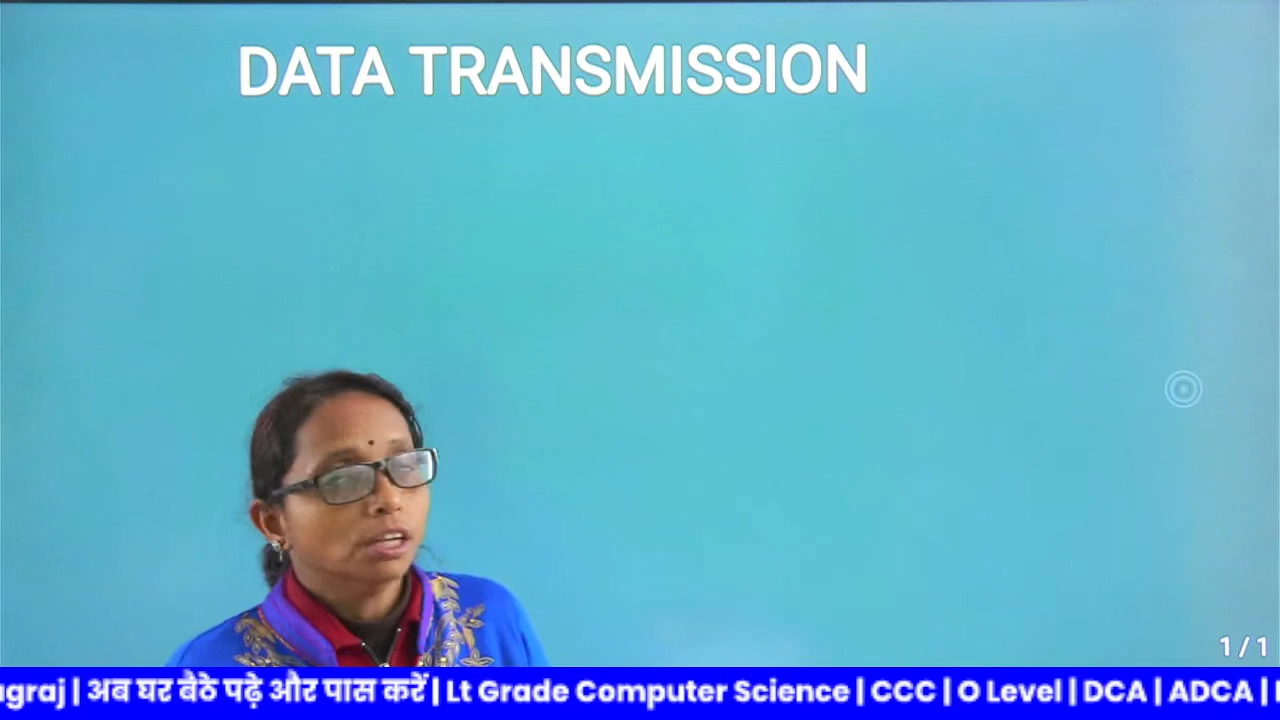 DATA TRANSMISSION
1 / 1
| अब घर बैठे पढ़े और पास करें | Lt Grade Computer Science | CCC | O Level | DCA | ADCA |